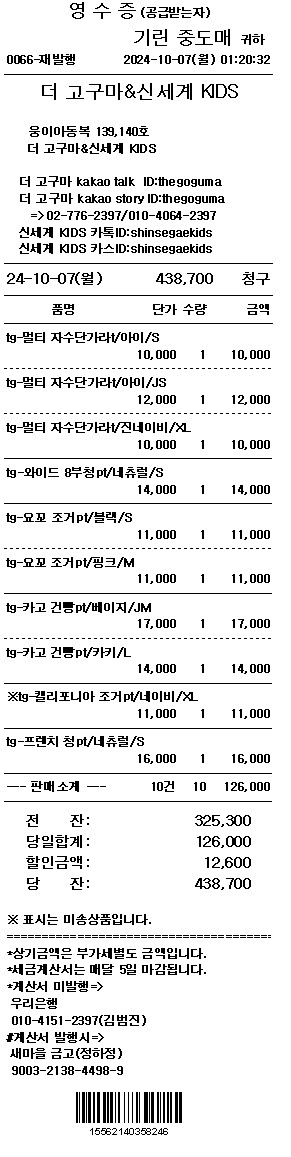 영 수 증 (공급받는자)
기린 중도매 귀하
0066-재발행 2024-10-07(월) 01:20:32
더 고구마&신세계 KIDS
웅이아동복 139,140호
더 고구마&신세계 KIDS
더 고구마 kakao talk ID:thegoguma
더 고구마 kakao story ID:thegoguma
=>02-776-2397/010-4064-2397
신세계 KIDS 카톡ID:shinsegaekids
신세계 KIDS 카스ID:shinsegaekids
24-10-07(월) 438,700 청구
품명 단가 수량 금액
tg-멀티 자수단가라t/아이/S
10,000 1 10,000
tg-멀티 자수단가라t/아이/JS
12,000 1 12,000
tg-멀티 자수단가라t/진네이비/XL
10,000 1 10,000
tg-와이드 8부청pt/네츄럴/S
14,000 1 14,000
tg-요꼬 조거pt/블랙/S
11,000 1 11,000
tg-요꼬 조거pt/핑크/M
11,000 1 11,000
tg-카고 건빵pt/베이지/JM
17,000 1 17,000
tg-카고 건빵pt/카키/L
14,000 1 14,000
※tg-캘리포니아 조거pt/네이비/XL
11,000 1 11,000
tg-프렌치 청pt/네츄럴/S
16,000 1 16,000
--- 판매소계 --- 10건 10 126,000
전 잔: 325,300
당일합계: 126,000
할인금액: 12,600
당 잔: 438,700
※ 표시는 미송상품입니다.
======================================
*상기금액은 부가세별도 금액입니다.
*세금계산서는 매달 5일 마감됩니다.
*계산서 미발행=>
우리은행
010-4151-2397(김범진)
#계산서 발행시=>
새마을 금고(정하정)
9003-2138-4498-9
15562140358246